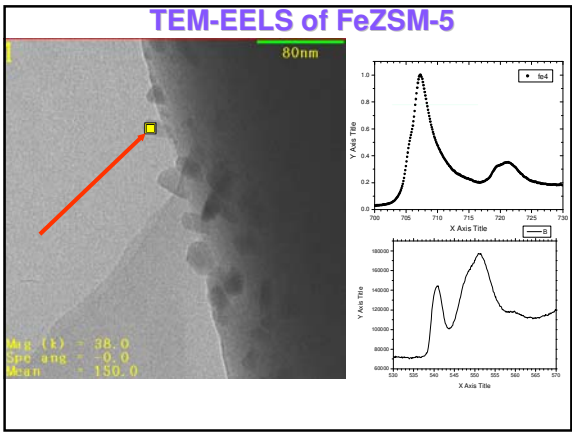 TEM-EELS of FeZSM-5
1
80nm
Mag (k) = 38.0
Spe ang = -0.0
Mean = 150.0
fe4
Y Axis Title
1.0
0.8
0.6
0.4
0.2
0.0
700 705 710 715 720 725 730
X Axis Title
B
Y Axis Title
180000
160000
140000
120000
100000
80000
60000
530 535 540 545 550 555 560 565 570
X Axis Title